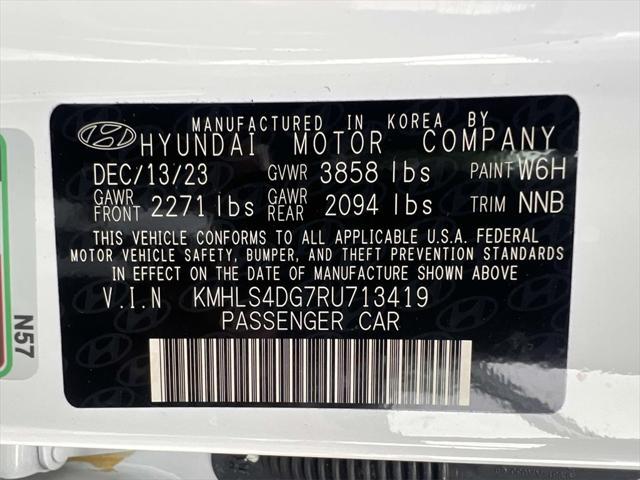 MANUFACTURED IN KOREA BY
HYUNDAI MOTOR COMPANY
DEC/13/23 GVWR 3858 lbs PAINT W6H
GAWR FRONT 2271 lbs GAWR REAR 2094 lbs TRIM NNB
THIS VEHICLE CONFORMS TO ALL APPLICABLE U.S.A. FEDERAL
MOTOR VEHICLE SAFETY, BUMPER, AND THEFT PREVENTION STANDARDS
IN EFFECT ON THE DATE OF MANUFACTURE SHOWN ABOVE
V.I.N KMHLS4DG7RU713419
PASSENGER CAR
N57